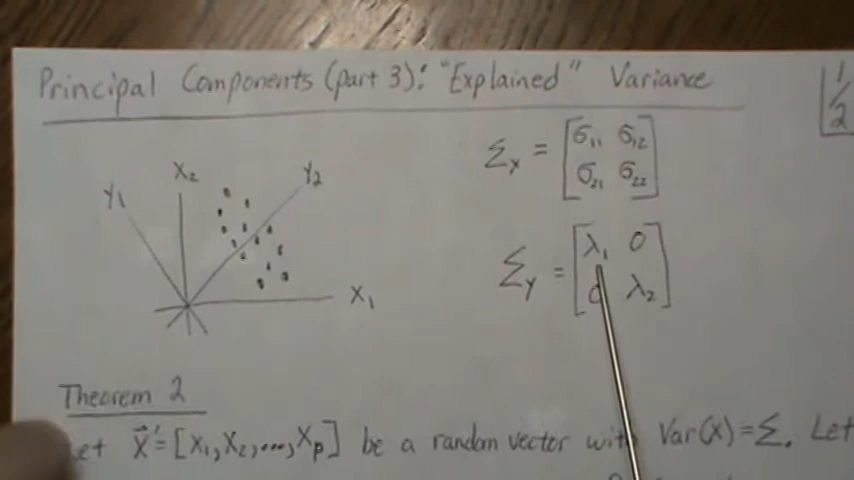 Principal Components (part 3): "Explained" Variance
1/2
X₂
Y₁
Y₂
X₁
Σₓ = [σ₁₁ σ₁₂
σ₂₁ σ₂₂]
Σ_Y = [λ₁ 0
0 λ₂]
Theorem 2
Let X⃗' = [X₁, X₂, ..., Xₚ] be a random vector with Var(X) = Σ. Let